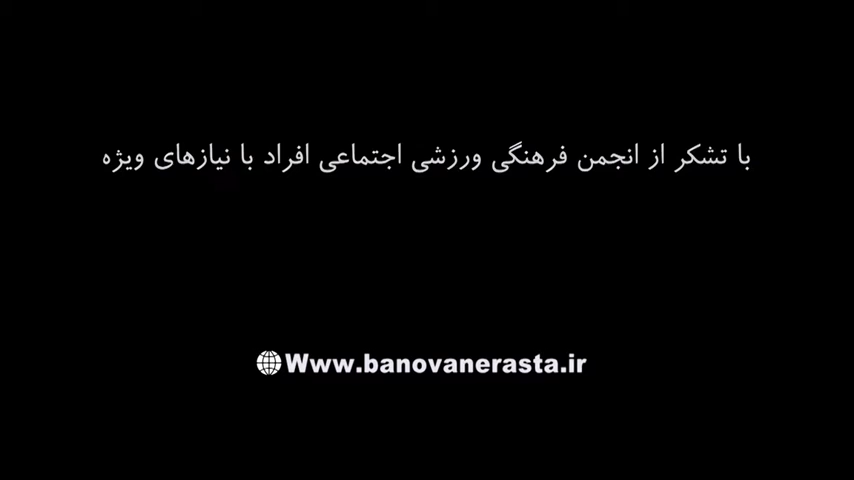 با تشکر از انجمن فرهنگی ورزشی اجتماعی افراد با نیازهای ویژه
Www.banovanerasta.ir